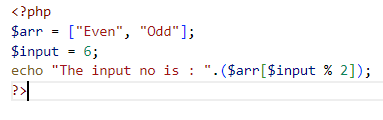 <?php
$arr = ["Even", "Odd"];
$input = 6;
echo "The input no is : ".($arr[$input % 2]);
?>